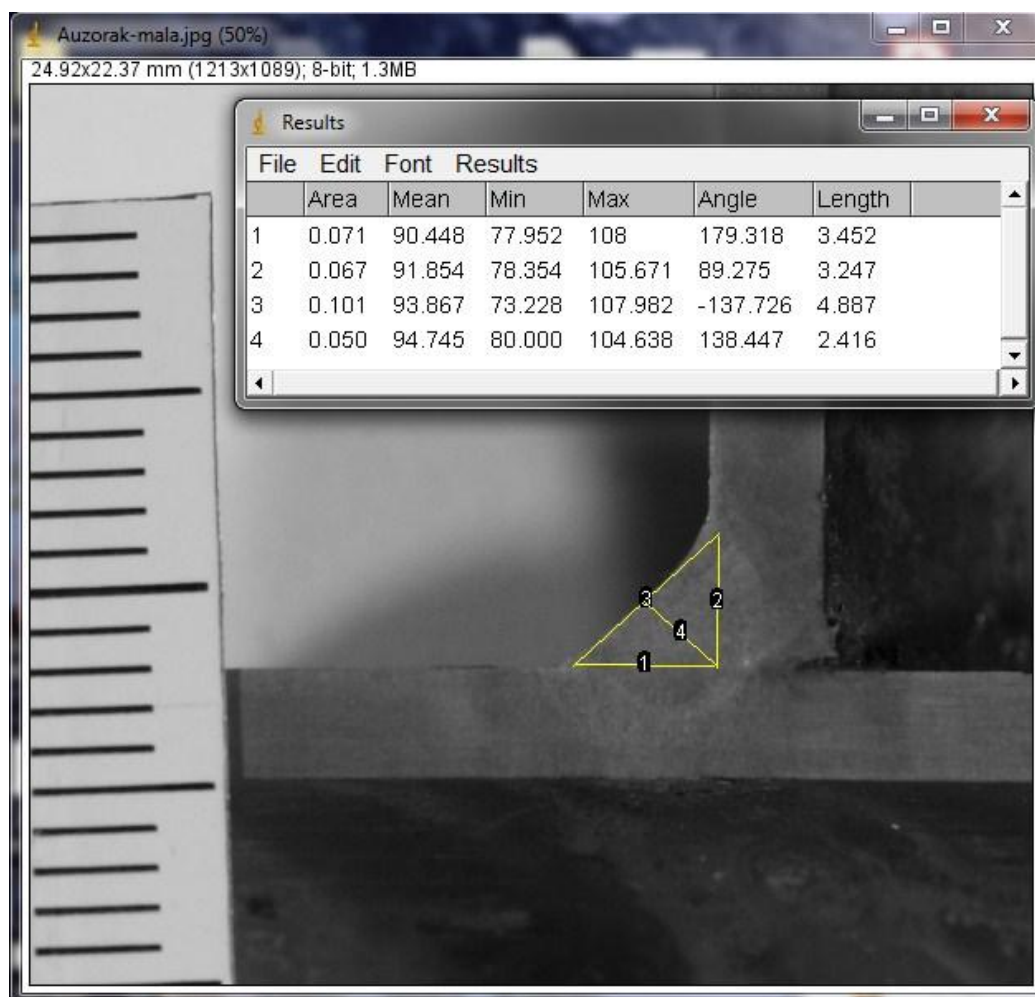 Auzorak-mala.jpg (50%)
24.92x22.37 mm (1213x1089); 8-bit; 1.3MB
Results
File Edit Font Results
Area Mean Min Max Angle Length
1 0.071 90.448 77.952 108 179.318 3.452
2 0.067 91.854 78.354 105.671 89.275 3.247
3 0.101 93.867 73.228 107.982 -137.726 4.887
4 0.050 94.745 80.000 104.638 138.447 2.416
3
2
4
1